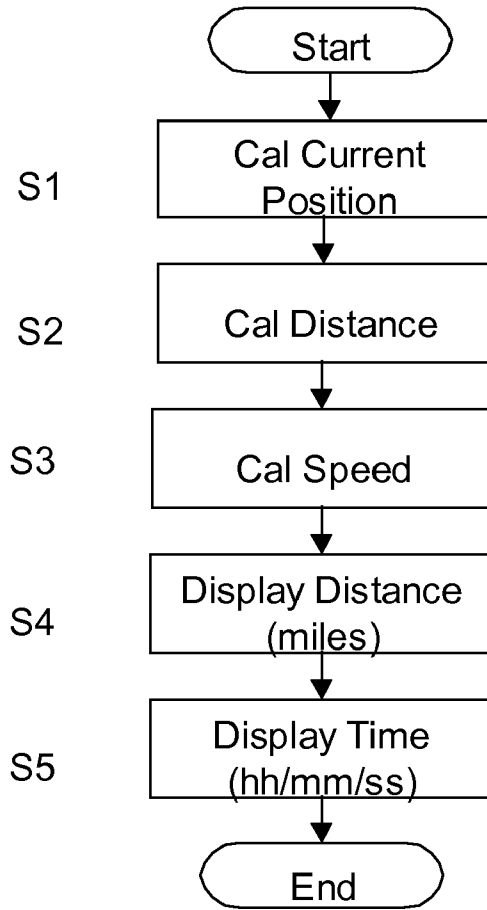 Start
S1
Cal Current
Position
S2
Cal Distance
S3
Cal Speed
S4
Display Distance
(miles)
S5
Display Time
(hh/mm/ss)
End